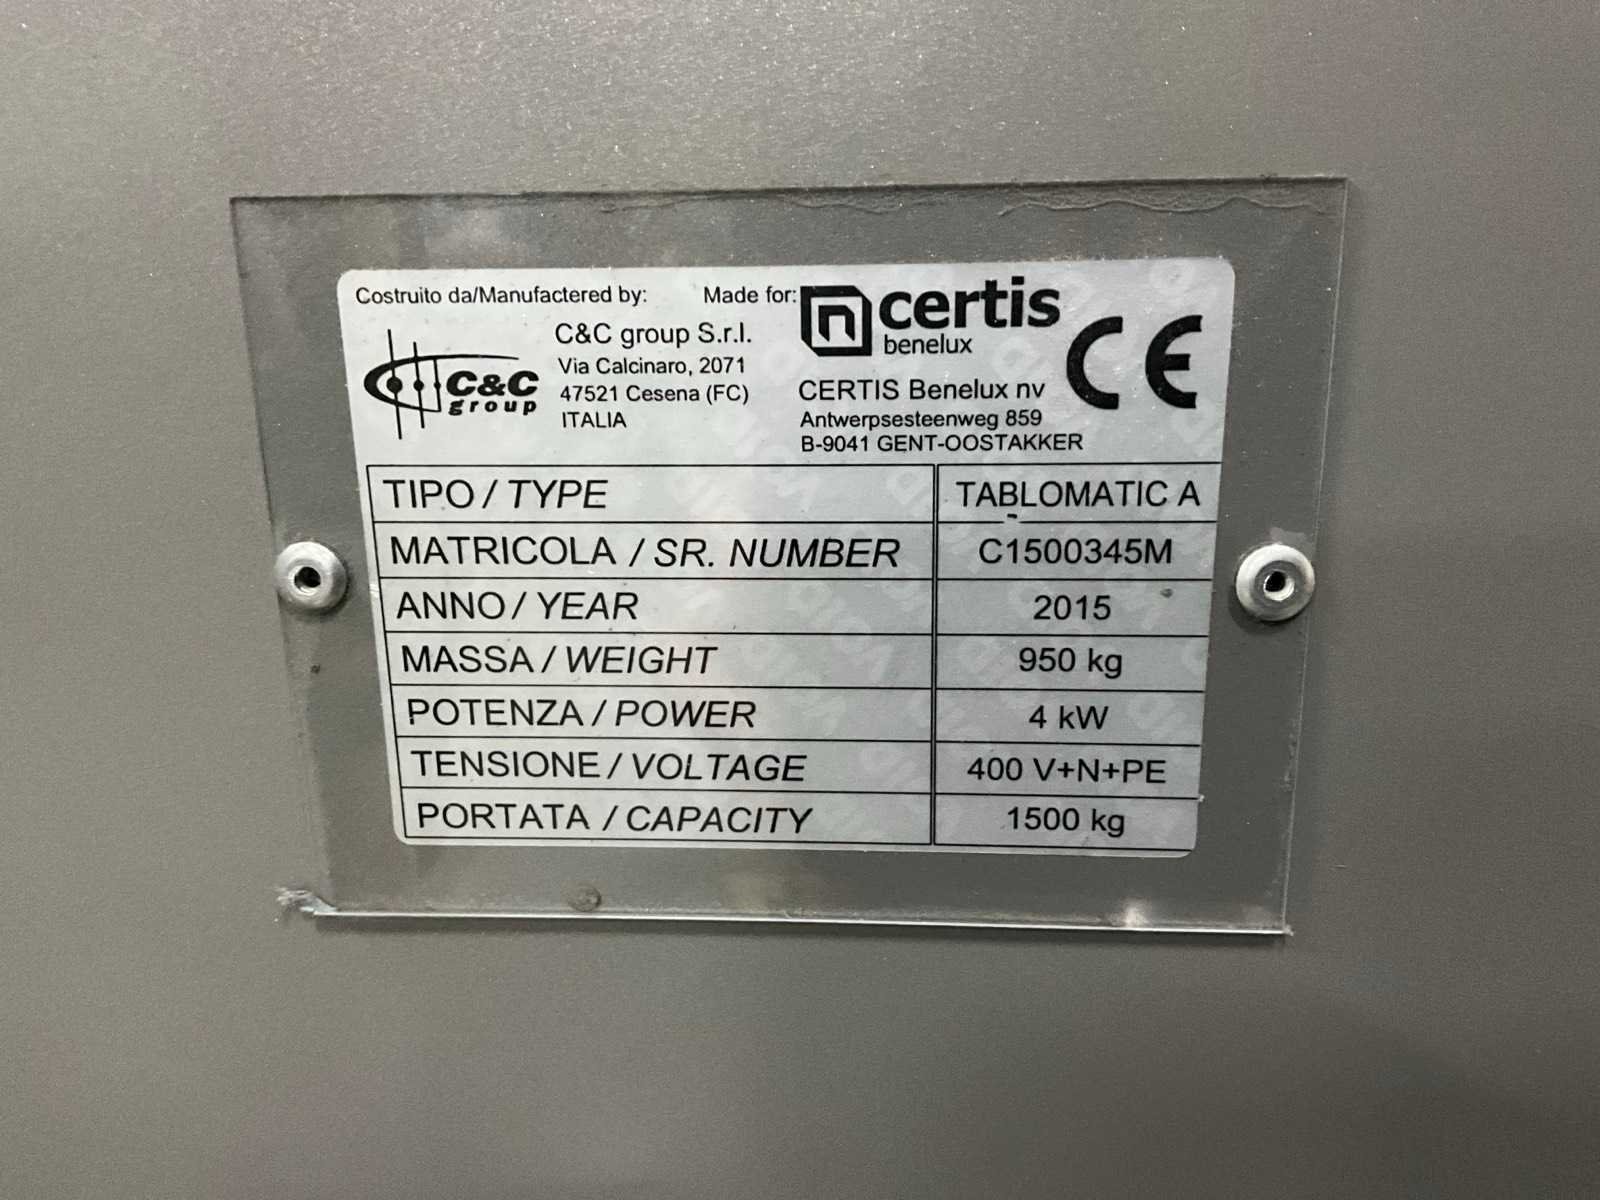 Costruito da/Manufactered by:
C&C group
C&C group S.r.l.
Via Calcinaro, 2071
47521 Cesena (FC)
ITALIA
Made for:
certis
benelux
CERTIS Benelux nv
Antwerpsesteenweg 859
B-9041 GENT-OOSTAKKER
CE
TIPO / TYPE TABLOMATIC A
MATRICOLA / SR. NUMBER C1500345M
ANNO / YEAR 2015
MASSA / WEIGHT 950 kg
POTENZA / POWER 4 kW
TENSIONE / VOLTAGE 400 V+N+PE
PORTATA / CAPACITY 1500 kg